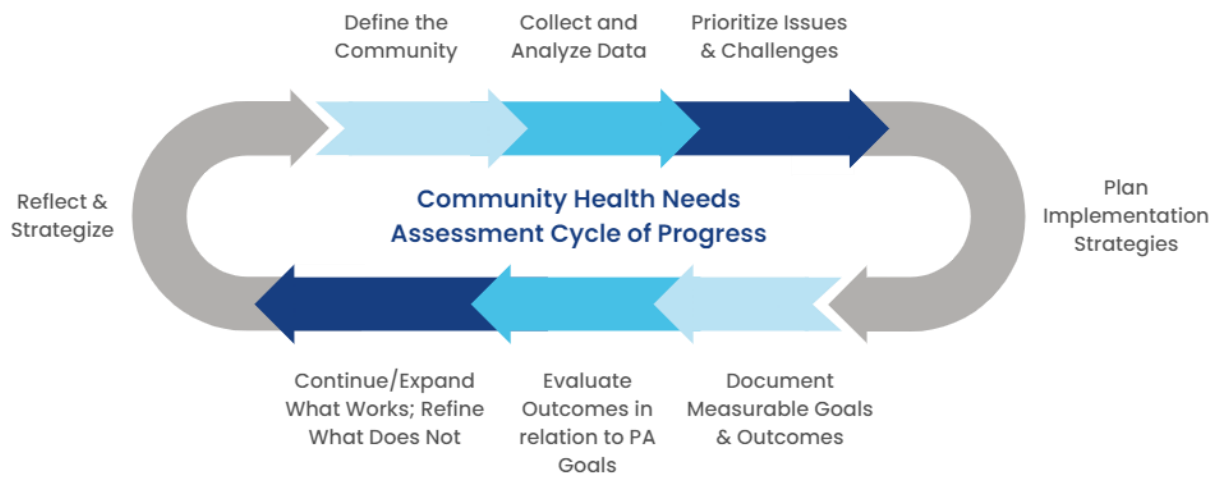 Define the
Community
Collect and
Analyze Data
Prioritize Issues
& Challenges
Reflect &
Strategize
Community Health Needs
Assessment Cycle of Progress
Plan
Implementation
Strategies
Continue/Expand
What Works; Refine
What Does Not
Evaluate
Outcomes in
relation to PA
Goals
Document
Measurable Goals
& Outcomes